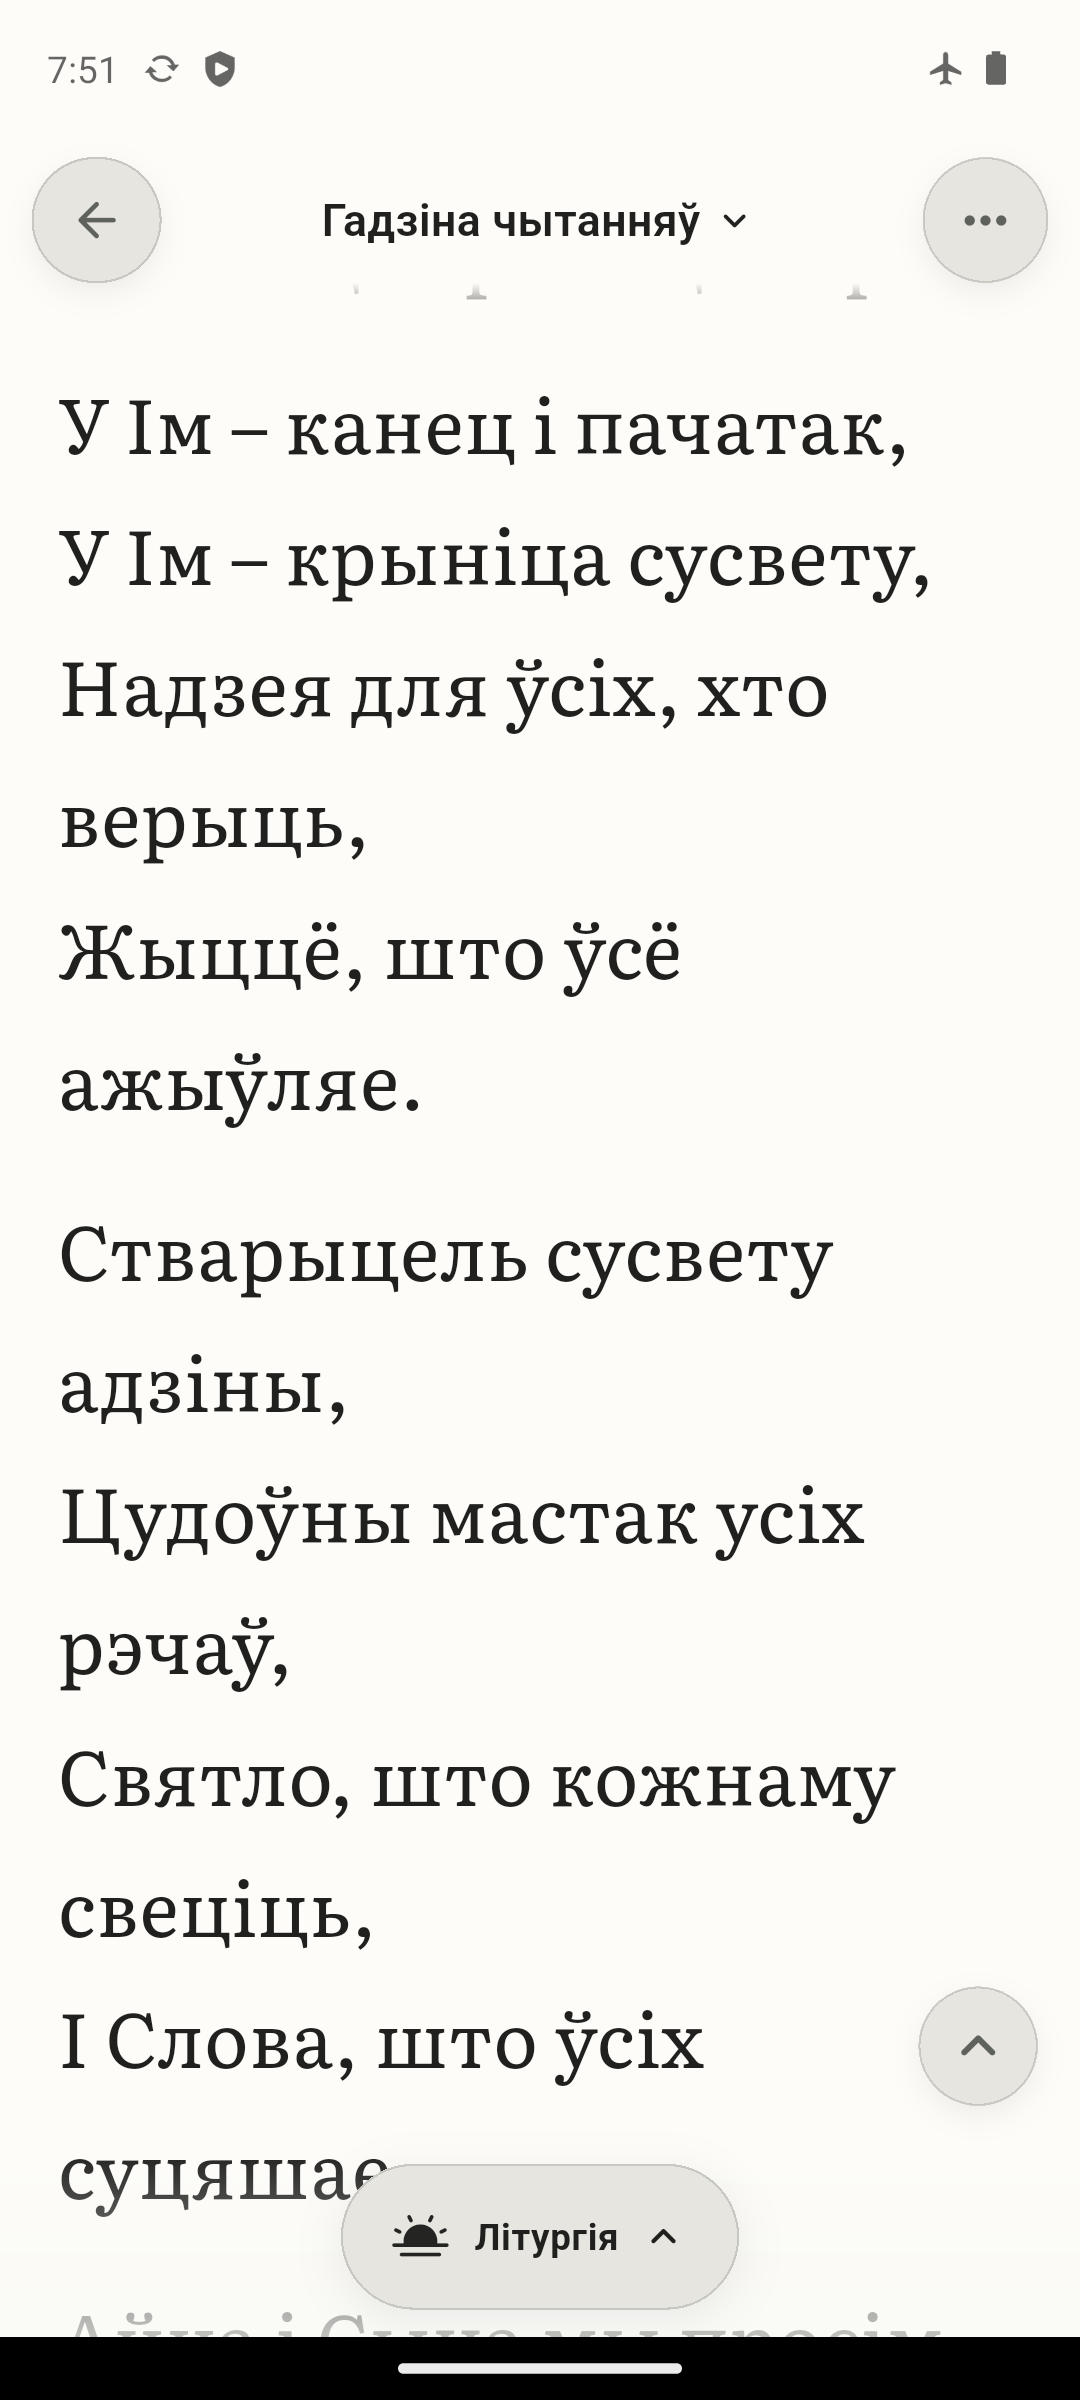 7:51
Гадзіна чытанняў
У Ім – канец і пачатак,
У Ім – крыніца сусвету,
Надзея для ўсіх, хто
верыць,
Жыццё, што ўсё
ажыўляе.
Стварыцель сусвету
адзіны,
Цудоўны мастак усіх
рэчаў,
Святло, што кожнаму
свеціць,
І Слова, што ўсіх
суцяшае
Літургія